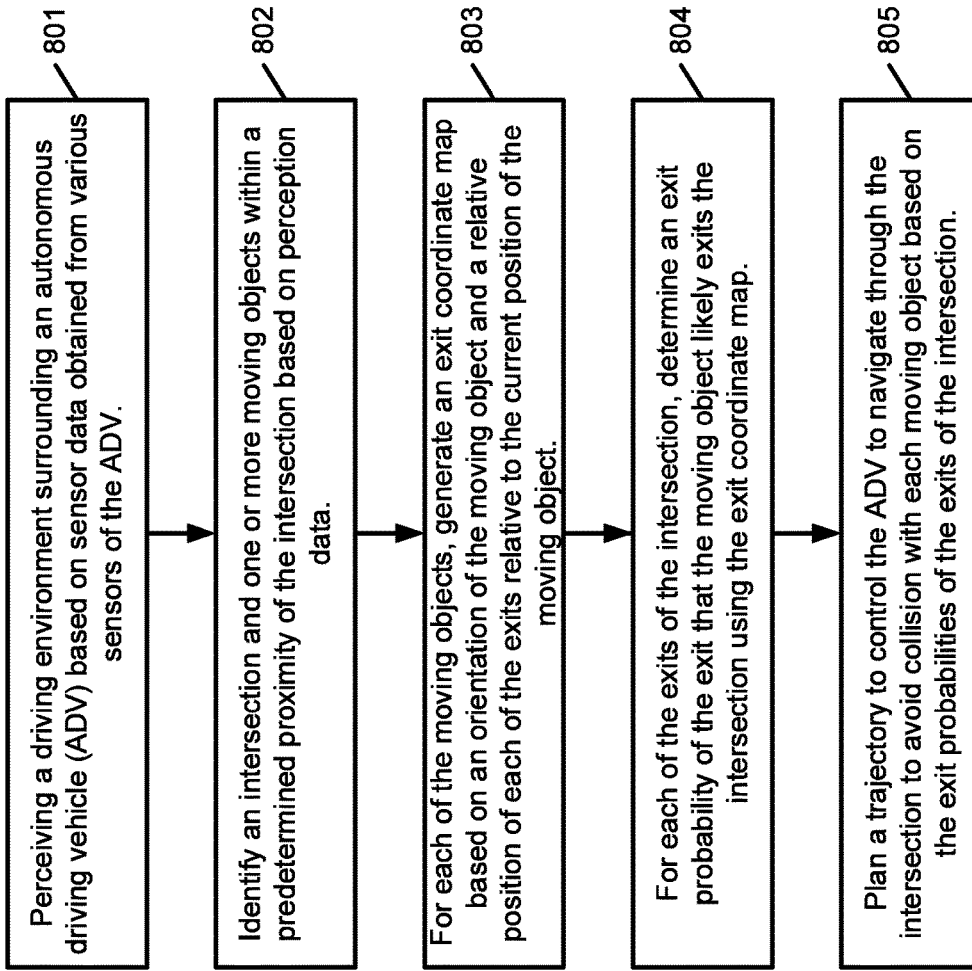 Perceiving a driving environment surrounding an autonomous
driving vehicle (ADV) based on sensor data obtained from various
sensors of the ADV.
801
Identify an intersection and one or more moving objects within a
predetermined proximity of the intersection based on perception
data.
802
For each of the moving objects, generate an exit coordinate map
based on an orientation of the moving object and a relative
position of each of the exits relative to the current position of the
moving object.
803
For each of the exits of the intersection, determine an exit
probability of the exit that the moving object likely exits the
intersection using the exit coordinate map.
804
Plan a trajectory to control the ADV to navigate through the
intersection to avoid collision with each moving object based on
the exit probabilities of the exits of the intersection.
805